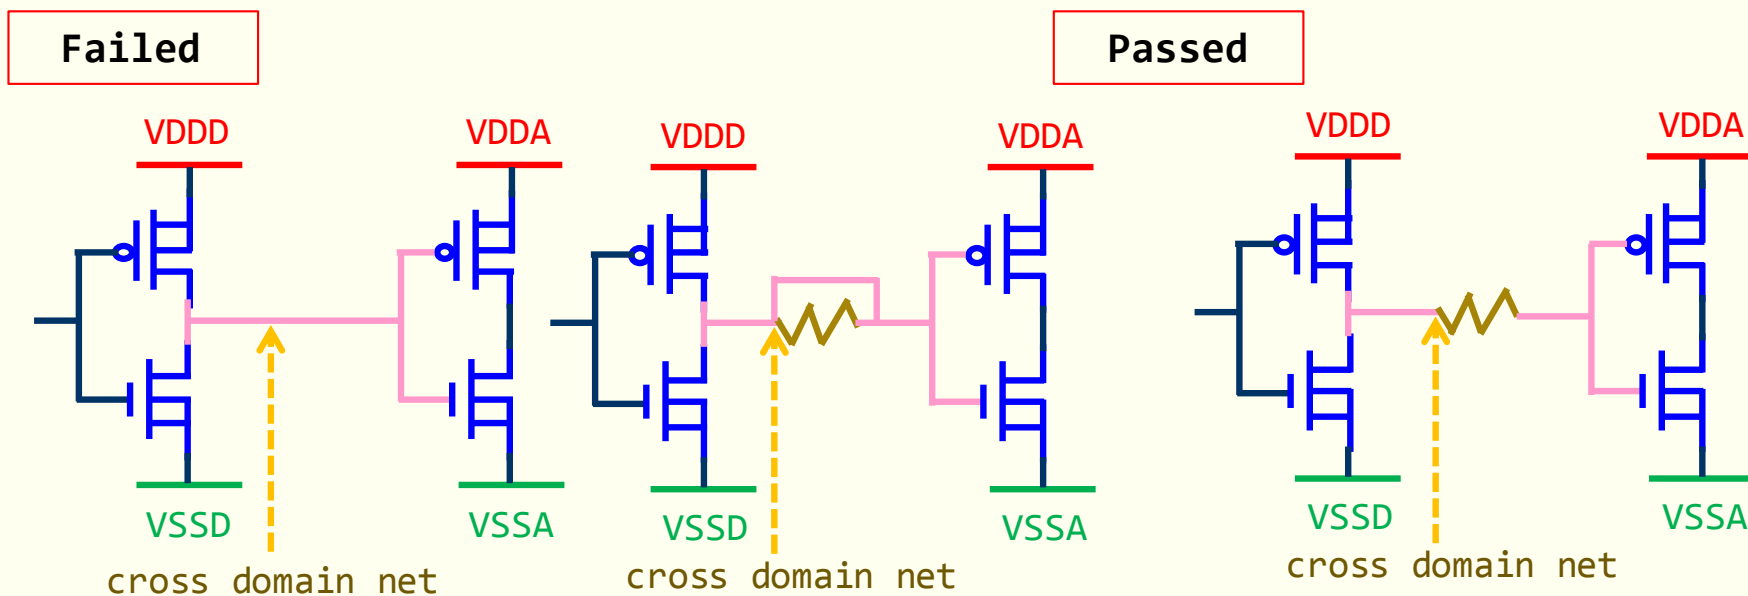 Failed
Passed
VDDD
VDDA
VDDD
VDDA
VDDD
VDDA
VSSD
VSSA
VSSD
VSSA
VSSD
VSSA
cross domain net
cross domain net
cross domain net